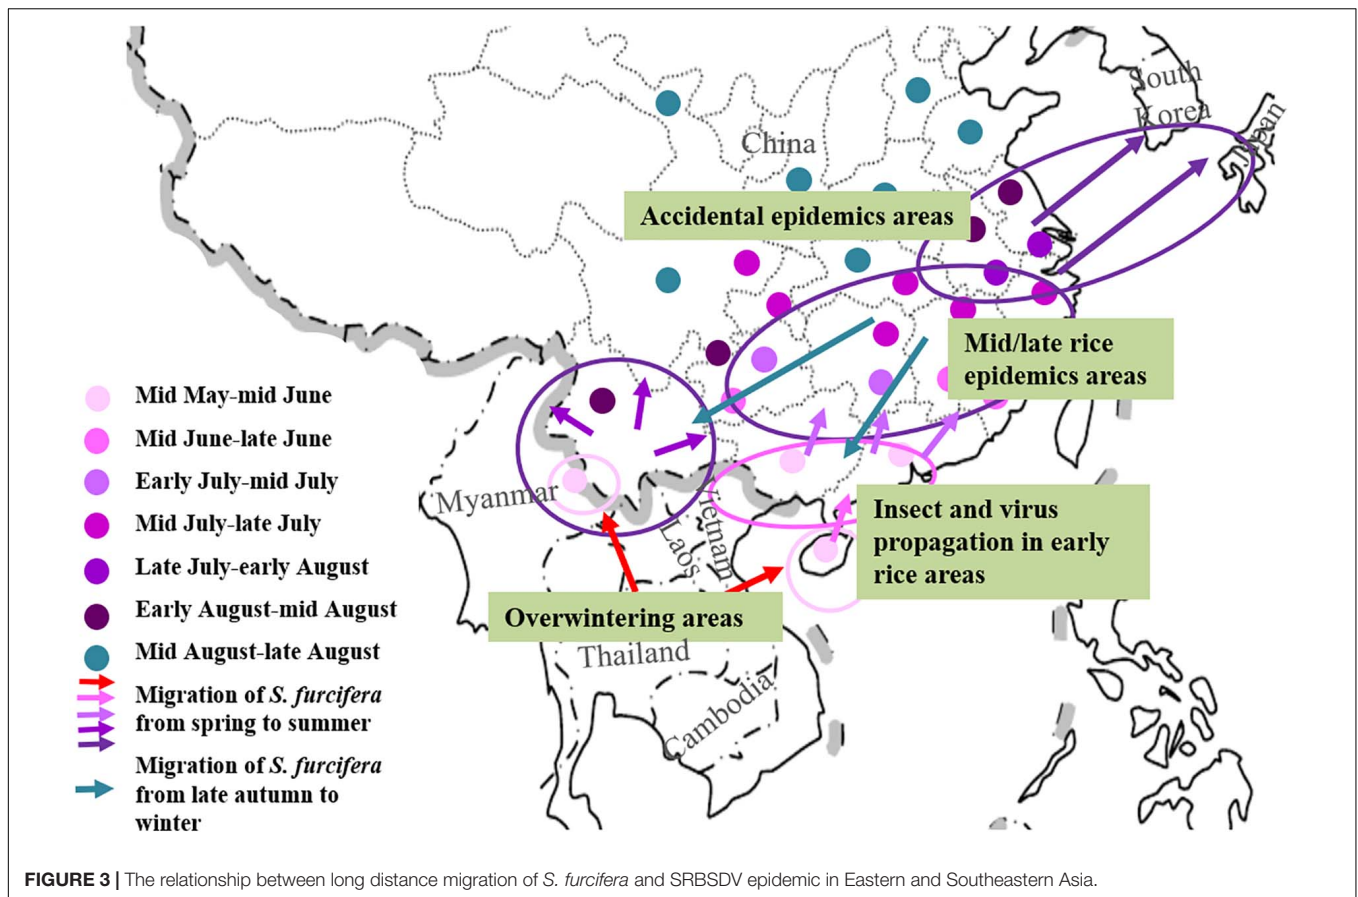 South
Korea
Japan
China
Accidental epidemics areas
Mid/late rice
epidemics areas
Mid May-mid June
Mid June-late June
Early July-mid July
Mid July-late July
Late July-early August
Early August-mid August
Mid August-late August
Migration of S. furcifera
from spring to summer
Migration of S. furcifera
from late autumn to
winter
Myanmar
Vietnam
Laos
Insect and virus
propagation in early
rice areas
Overwintering areas
Thailand
Cambodia
FIGURE 3 | The relationship between long distance migration of S. furcifera and SRBSDV epidemic in Eastern and Southeastern Asia.